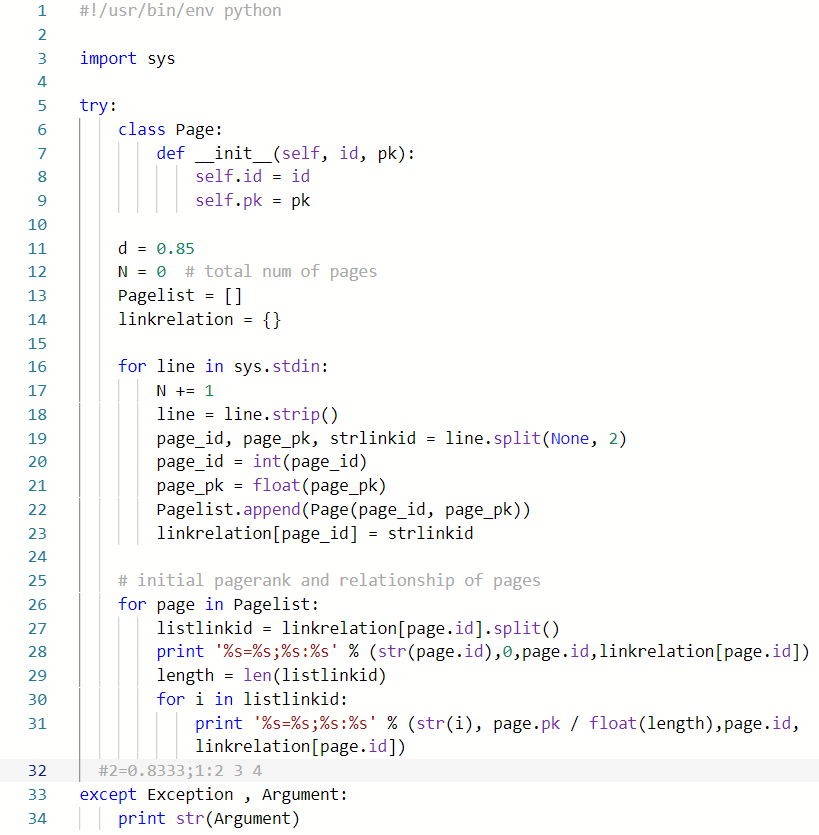 1 #!/usr/bin/env python
2
3 import sys
4
5 try:
6     class Page:
7         def __init__(self, id, pk):
8             self.id = id
9             self.pk = pk
10
11     d = 0.85
12     N = 0  # total num of pages
13     Pagelist = []
14     linkrelation = {}
15
16     for line in sys.stdin:
17         N += 1
18         line = line.strip()
19         page_id, page_pk, strlinkid = line.split(None, 2)
20         page_id = int(page_id)
21         page_pk = float(page_pk)
22         Pagelist.append(Page(page_id, page_pk))
23         linkrelation[page_id] = strlinkid
24
25     # initial pagerank and relationship of pages
26     for page in Pagelist:
27         listlinkid = linkrelation[page.id].split()
28         print '%s=%s;%s:%s' % (str(page.id),0,page.id,linkrelation[page.id])
29         length = len(listlinkid)
30         for i in listlinkid:
31             print '%s=%s;%s:%s' % (str(i), page.pk / float(length),page.id,
            linkrelation[page.id])
32   #2=0.8333;1:2 3 4
33 except Exception , Argument:
34     print str(Argument)